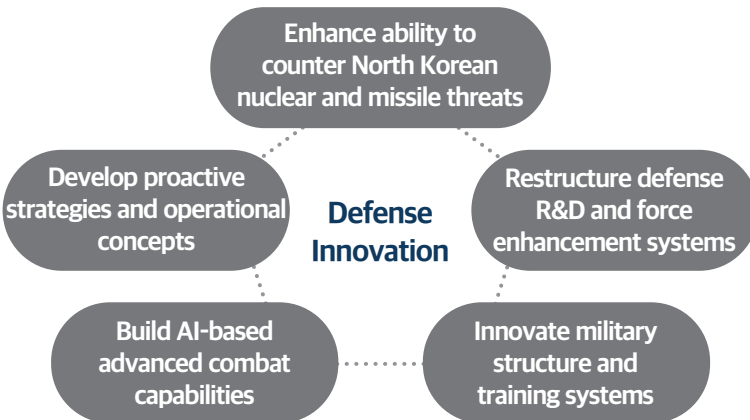 Enhance ability to
counter North Korean
nuclear and missile threats
Develop proactive
strategies and operational
concepts
Defense
Innovation
Restructure defense
R&D and force
enhancement systems
Build AI-based
advanced combat
capabilities
Innovate military
structure and
training systems